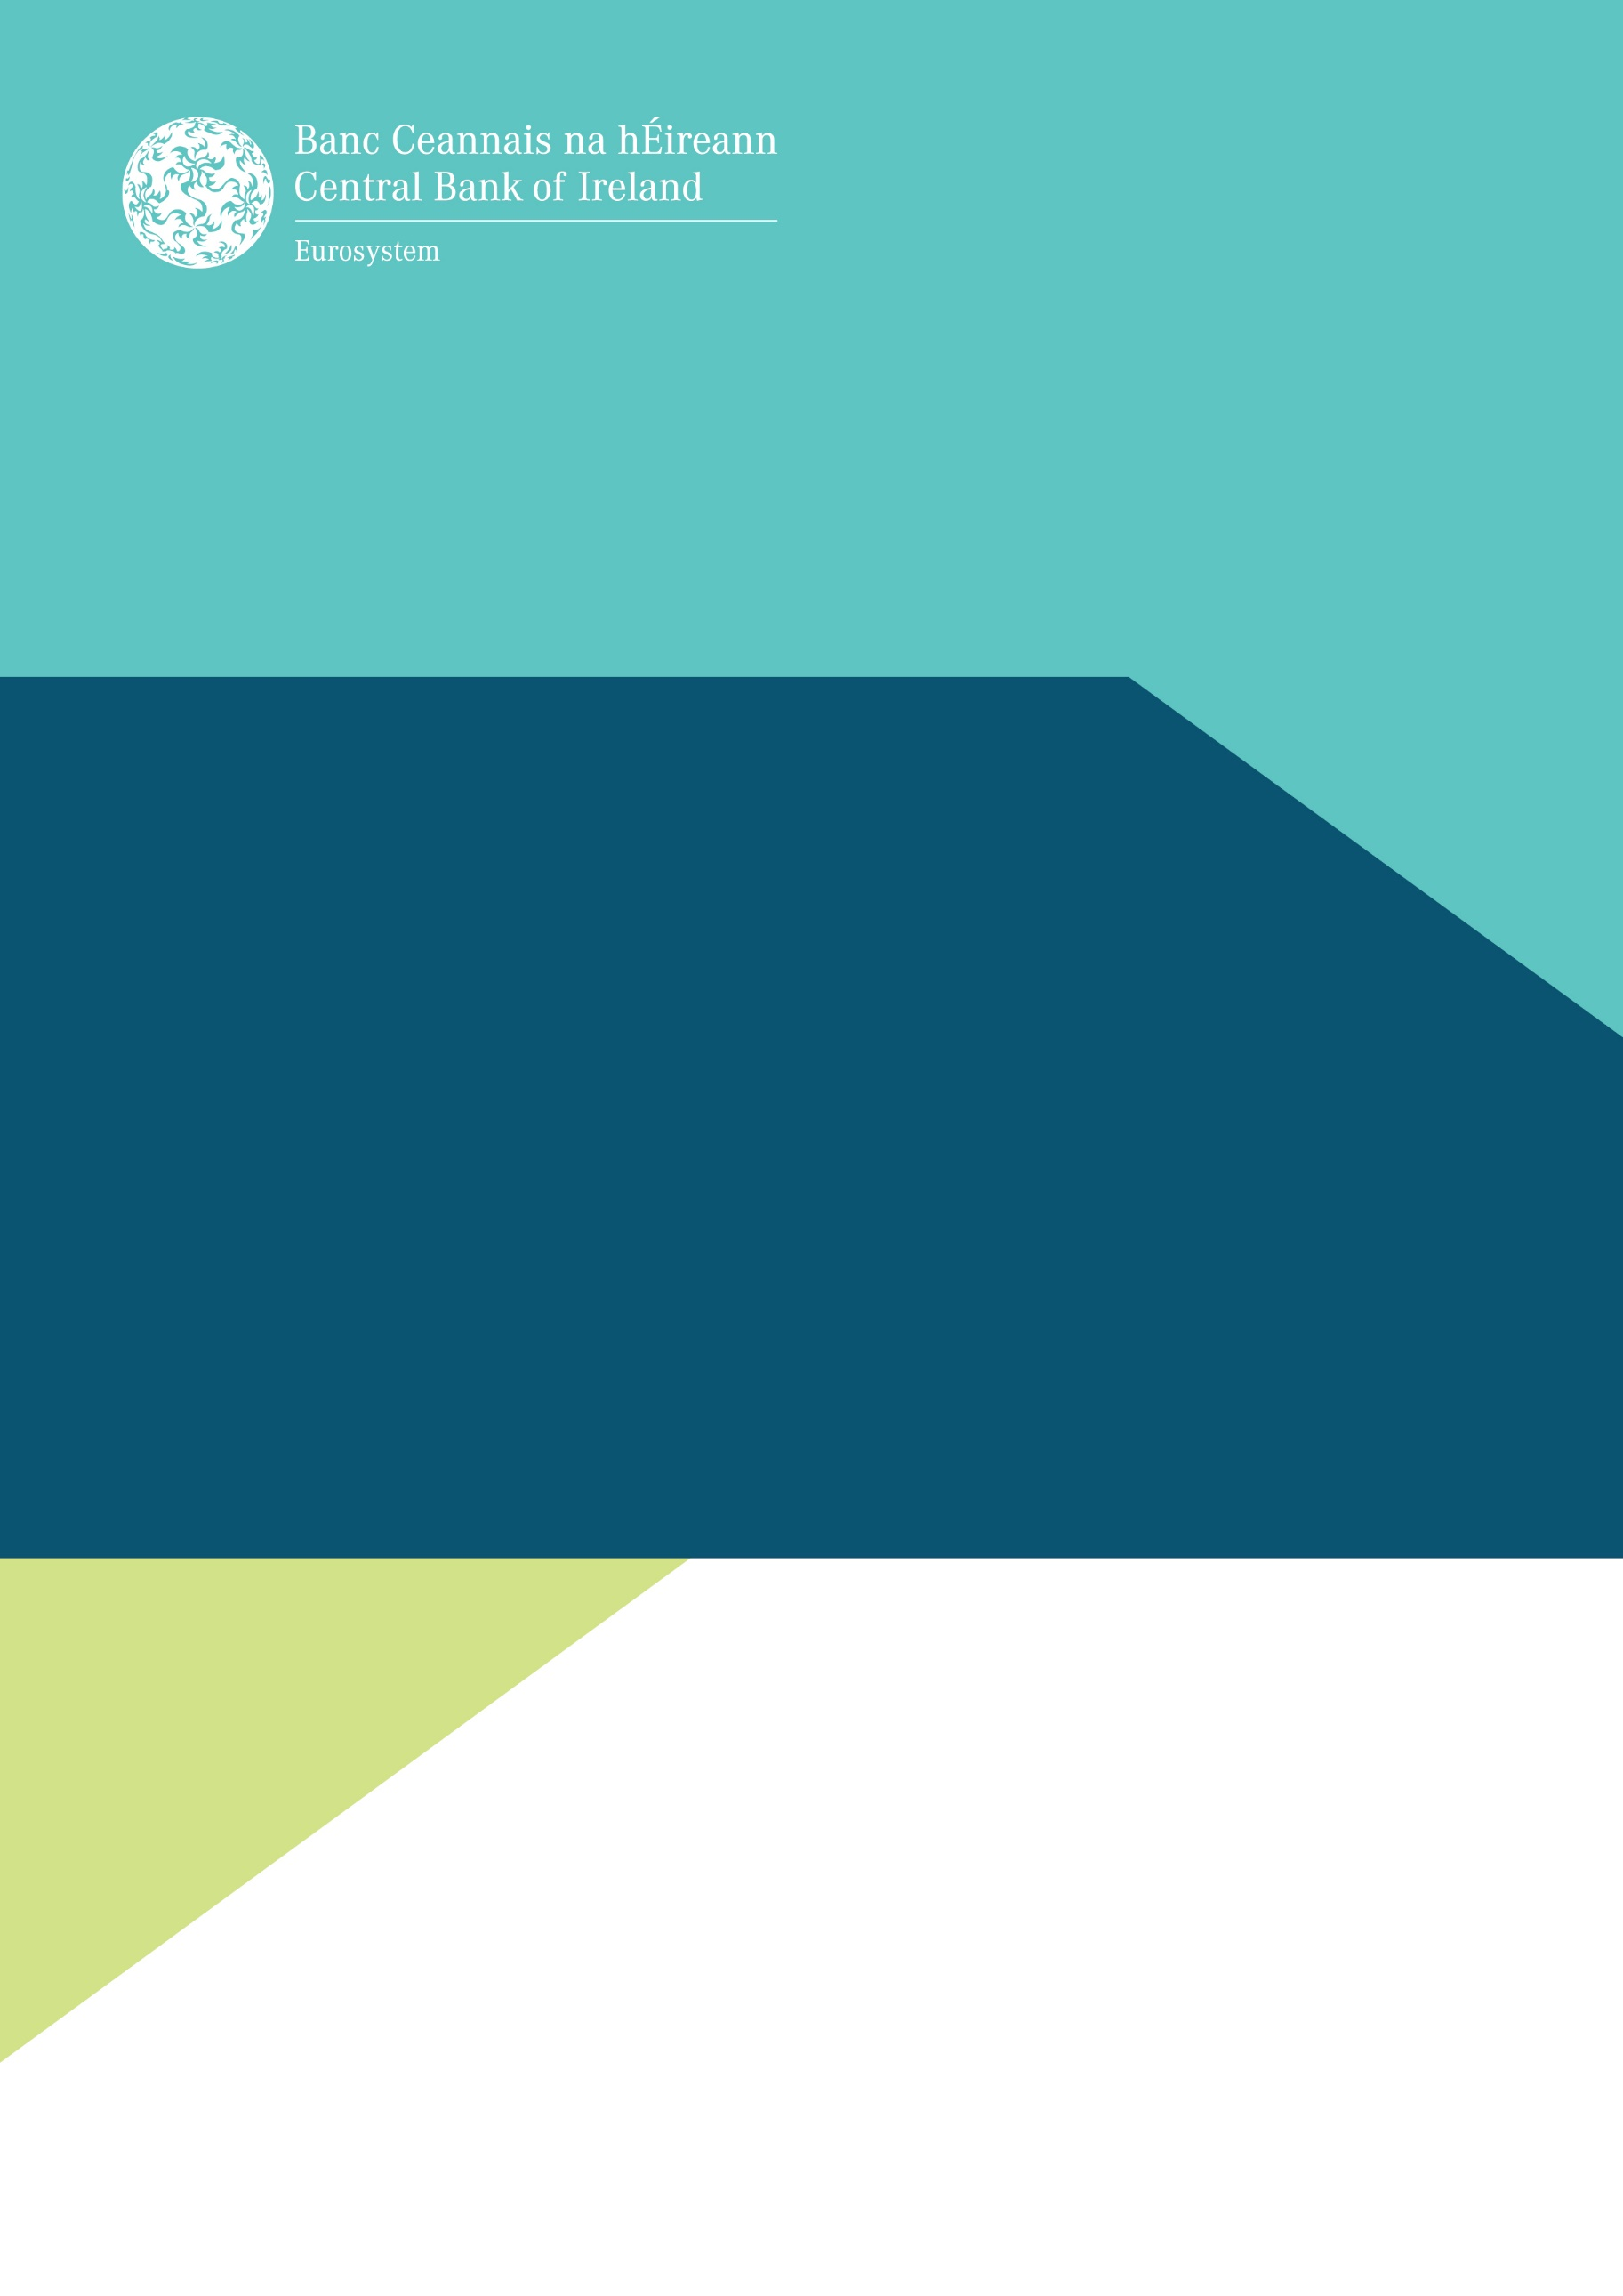 Banc Ceannais na hÉireann
Central Bank of Ireland
Eurosystem